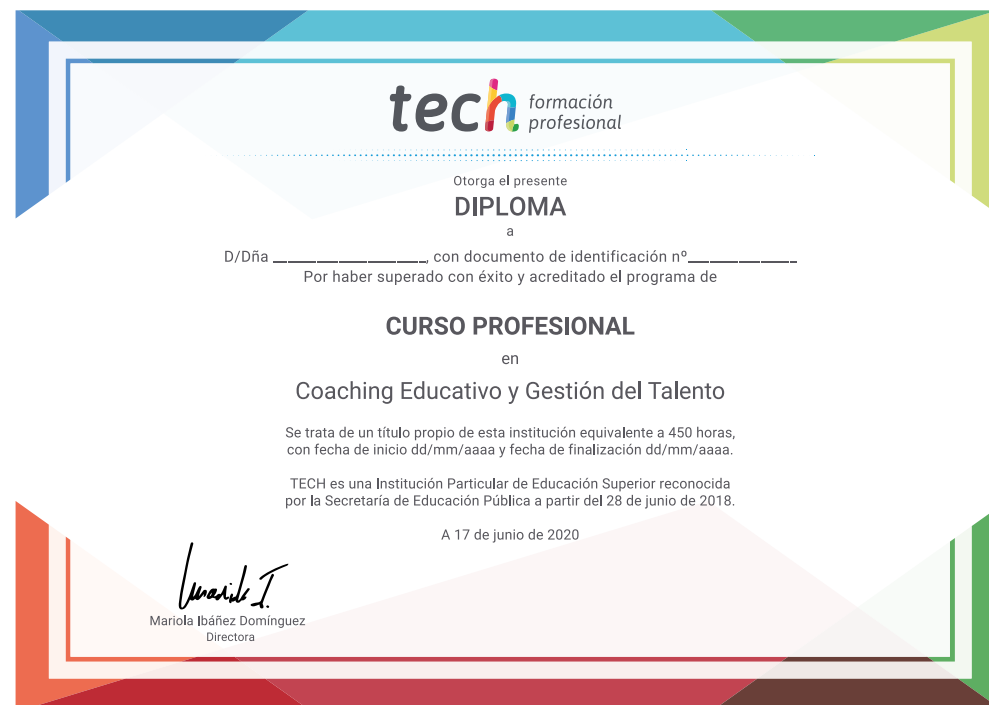 tech formación
profesional
Otorga el presente
DIPLOMA
a
D/Dña ______________, con documento de identificación nº__________
Por haber superado con éxito y acreditado el programa de
CURSO PROFESIONAL
en
Coaching Educativo y Gestión del Talento
Se trata de un título propio de esta institución equivalente a 450 horas,
con fecha de inicio dd/mm/aaaa y fecha de finalización dd/mm/aaaa.
TECH es una Institución Particular de Educación Superior reconocida
por la Secretaría de Educación Pública a partir del 28 de junio de 2018.
A 17 de junio de 2020
Mariola Ibáñez Domínguez
Directora